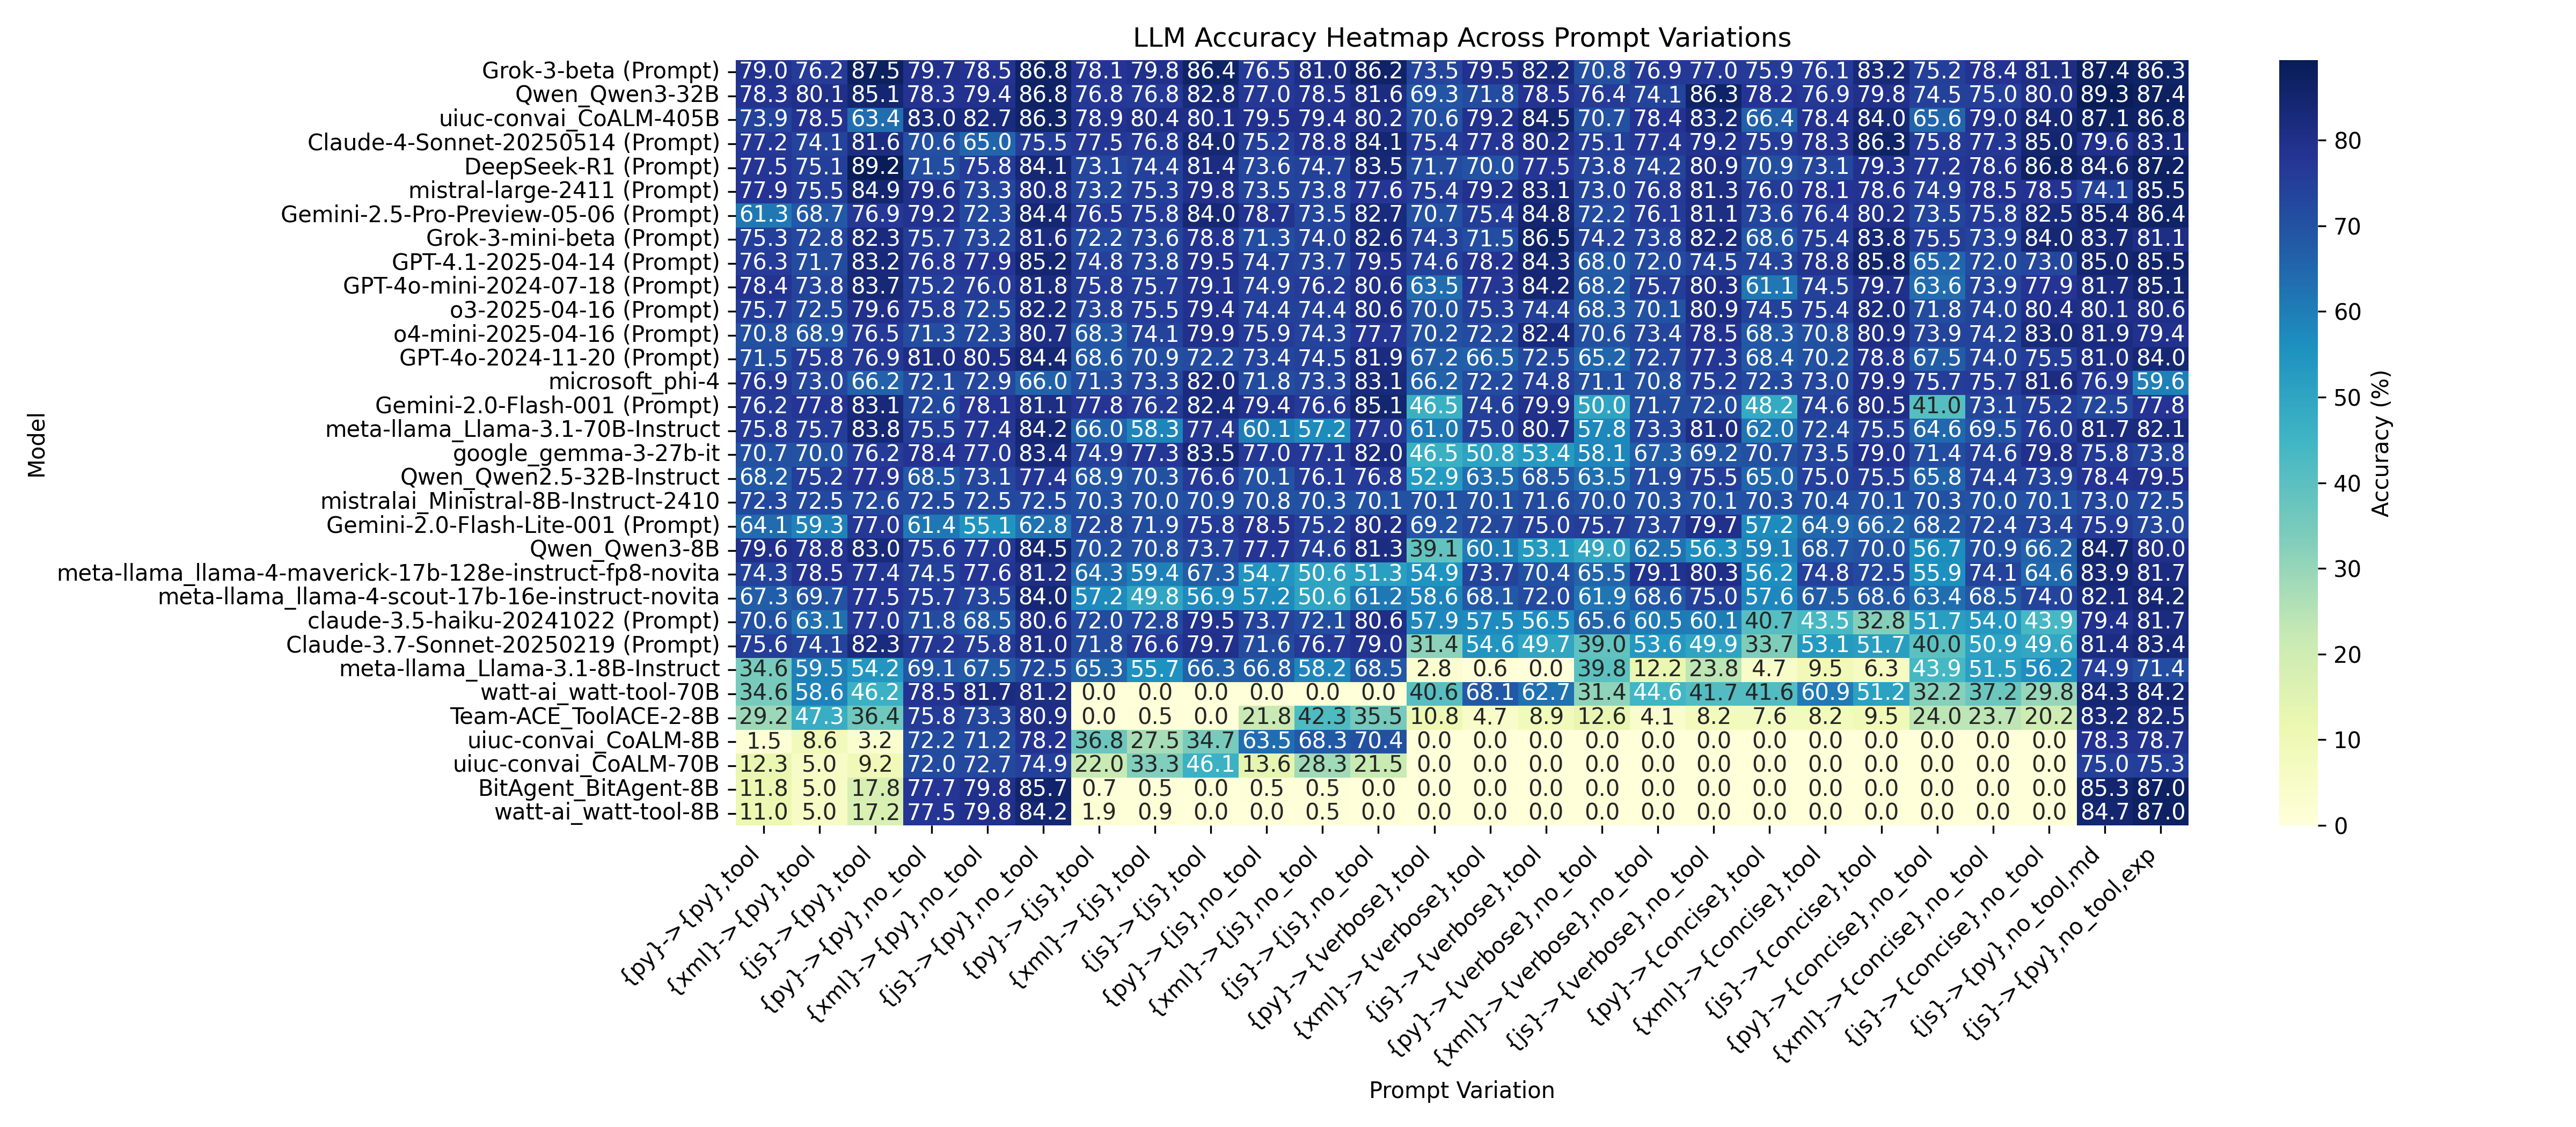 LLM Accuracy Heatmap Across Prompt Variations
Grok-3-beta (Prompt) 79.0 76.2 87.5 79.7 78.5 86.8 78.1 79.8 86.4 76.5 81.0 86.2 73.5 79.5 82.2 70.8 76.9 77.0 75.9 76.1 83.2 75.2 78.4 81.1 87.4 86.3
Qwen_Qwen3-32B 78.3 80.1 85.1 78.3 79.4 86.8 76.8 76.8 82.8 77.0 78.5 81.6 69.3 71.8 78.5 76.4 74.1 86.3 78.2 76.9 79.8 74.5 75.0 80.0 89.3 87.4
uiuc-convai_CoALM-405B 73.9 78.5 63.4 83.0 82.7 86.3 78.9 80.4 80.1 79.5 79.4 80.2 70.6 79.2 84.5 70.7 78.4 83.2 66.4 78.4 84.0 65.6 79.0 84.0 87.1 86.8
Claude-4-Sonnet-20250514 (Prompt) 77.2 74.1 81.6 70.6 65.0 75.5 77.5 76.8 84.0 75.2 78.8 84.1 75.4 77.8 80.2 75.1 77.4 79.2 75.9 78.3 86.3 75.8 77.3 85.0 79.6 83.1
DeepSeek-R1 (Prompt) 77.5 75.1 89.2 71.5 75.8 84.1 73.1 74.4 81.4 73.6 74.7 83.5 71.7 70.0 77.5 73.8 74.2 80.9 70.9 73.1 79.3 77.2 78.6 86.8 84.6 87.2
mistral-large-2411 (Prompt) 77.9 75.5 84.9 79.6 73.3 80.8 73.2 75.3 79.8 73.5 73.8 77.6 75.4 79.2 83.1 73.0 76.8 81.3 76.0 78.1 78.6 74.9 78.5 78.5 74.1 85.5
Gemini-2.5-Pro-Preview-05-06 (Prompt) 61.3 68.7 76.9 79.2 72.3 84.4 76.5 75.8 84.0 78.7 73.5 82.7 70.7 75.4 84.8 72.2 76.1 81.1 73.6 76.4 80.2 73.5 75.8 82.5 85.4 86.4
Grok-3-mini-beta (Prompt) 75.3 72.8 82.3 75.7 73.2 81.6 72.2 73.6 78.8 71.3 74.0 82.6 74.3 71.5 86.5 74.2 73.8 82.2 68.6 75.4 83.8 75.5 73.9 84.0 83.7 81.1
GPT-4.1-2025-04-14 (Prompt) 76.3 71.7 83.2 76.8 77.9 85.2 74.8 73.8 79.5 74.7 73.7 79.5 74.6 78.2 84.3 68.0 72.0 74.5 74.3 78.8 85.8 65.2 72.0 73.0 85.0 85.5
GPT-4o-mini-2024-07-18 (Prompt) 78.4 73.8 83.7 75.2 76.0 81.8 75.8 75.7 79.1 74.9 76.2 80.6 63.5 77.3 84.2 68.2 75.7 80.3 61.1 74.5 79.7 63.6 73.9 77.9 81.7 85.1
o3-2025-04-16 (Prompt) 75.7 72.5 79.6 75.8 72.5 82.2 73.8 75.5 79.4 74.4 74.4 80.6 70.0 75.3 74.4 68.3 70.1 80.9 74.5 75.4 82.0 71.8 74.0 80.4 80.1 80.6
o4-mini-2025-04-16 (Prompt) 70.8 68.9 76.5 71.3 72.3 80.7 68.3 74.1 79.9 75.9 74.3 77.7 70.2 72.2 82.4 70.6 73.4 78.5 68.3 70.8 80.9 73.9 74.2 83.0 81.9 79.4
GPT-4o-2024-11-20 (Prompt) 71.5 75.8 76.9 81.0 80.5 84.4 68.6 70.9 72.2 73.4 74.5 81.9 67.2 66.5 72.5 65.2 72.7 77.3 68.4 70.2 78.8 67.5 74.0 75.5 81.0 84.0
microsoft_phi-4 76.9 73.0 66.2 72.1 72.9 66.0 71.3 73.3 82.0 71.8 73.3 83.1 66.2 72.2 74.8 71.1 70.8 75.2 72.3 73.0 79.9 75.7 75.7 81.6 76.9 59.6
Gemini-2.0-Flash-001 (Prompt) 76.2 77.8 83.1 72.6 78.1 81.1 77.8 76.2 82.4 79.4 76.6 85.1 46.5 74.6 79.9 50.0 71.7 72.0 48.2 74.6 80.5 41.0 73.1 75.2 72.5 77.8
meta-llama_Llama-3.1-70B-Instruct 75.8 75.7 83.8 75.5 77.4 84.2 66.0 58.3 77.4 60.1 57.2 77.0 61.0 75.0 80.7 57.8 73.3 81.0 62.0 72.4 75.5 64.6 69.5 76.0 81.7 82.1
google_gemma-3-27b-it 70.7 70.0 76.2 78.4 77.0 83.4 74.9 77.3 83.5 77.0 77.1 82.0 46.5 50.8 53.4 58.1 67.3 69.2 70.7 73.5 79.0 71.4 74.6 79.8 75.8 73.8
Qwen_Qwen2.5-32B-Instruct 68.2 75.2 77.9 68.5 73.1 77.4 68.9 70.3 76.6 70.1 76.1 76.8 52.9 63.5 68.5 63.5 71.9 75.5 65.0 75.0 75.5 65.8 74.4 73.9 78.4 79.5
mistralai_Ministral-8B-Instruct-2410 72.3 72.5 72.6 72.5 72.5 72.5 70.3 70.0 70.9 70.8 70.3 70.1 70.1 70.1 71.6 70.0 70.3 70.1 70.3 70.4 70.1 70.3 70.0 70.1 73.0 72.5
Gemini-2.0-Flash-Lite-001 (Prompt) 64.1 59.3 77.0 61.4 55.1 62.8 72.8 71.9 75.8 78.5 75.2 80.2 69.2 72.7 75.0 75.7 73.7 79.7 57.2 64.9 66.2 68.2 72.4 73.4 75.9 73.0
Qwen_Qwen3-8B 79.6 78.8 83.0 75.6 77.0 84.5 70.2 70.8 73.7 77.7 74.6 81.3 39.1 60.1 53.1 49.0 62.5 56.3 59.1 68.7 70.0 56.7 70.9 66.2 84.7 80.0
meta-llama_llama-4-maverick-17b-128e-instruct-fp8-novita 74.3 78.5 77.4 74.5 77.6 81.2 64.3 59.4 67.3 54.7 50.6 51.3 54.9 73.7 70.4 65.5 79.1 80.3 56.2 74.8 72.5 55.9 74.1 64.6 83.9 81.7
meta-llama_llama-4-scout-17b-16e-instruct-novita 67.3 69.7 77.5 75.7 73.5 84.0 57.2 49.8 56.9 57.2 50.6 61.2 58.6 68.1 72.0 61.9 68.6 75.0 57.6 67.5 68.6 63.4 68.5 74.0 82.1 84.2
claude-3.5-haiku-20241022 (Prompt) 70.6 63.1 77.0 71.8 68.5 80.6 72.0 72.8 79.5 73.7 72.1 80.6 57.9 57.5 56.5 65.6 60.5 60.1 40.7 43.5 32.8 51.7 54.0 43.9 79.4 81.7
Claude-3.7-Sonnet-20250219 (Prompt) 75.6 74.1 82.3 77.2 75.8 81.0 71.8 76.6 79.7 71.6 76.7 79.0 31.4 54.6 49.7 39.0 53.6 49.9 33.7 53.1 51.7 40.0 50.9 49.6 81.4 83.4
meta-llama_Llama-3.1-8B-Instruct 34.6 59.5 54.2 69.1 67.5 72.5 65.3 55.7 66.3 66.8 58.2 68.5 2.8 0.6 0.0 39.8 12.2 23.8 4.7 9.5 6.3 43.9 51.5 56.2 74.9 71.4
watt-ai_watt-tool-70B 34.6 58.6 46.2 78.5 81.7 81.2 0.0 0.0 0.0 0.0 0.0 0.0 40.6 68.1 62.7 31.4 44.6 41.7 41.6 60.9 51.2 32.2 37.2 29.8 84.3 84.2
Team-ACE_ToolACE-2-8B 29.2 47.3 36.4 75.8 73.3 80.9 0.0 0.5 0.0 21.8 42.3 35.5 10.8 4.7 8.9 12.6 4.1 8.2 7.6 8.2 9.5 24.0 23.7 20.2 83.2 82.5
uiuc-convai_CoALM-8B 1.5 8.6 3.2 72.2 71.2 78.2 36.8 27.5 34.7 63.5 68.3 70.4 0.0 0.0 0.0 0.0 0.0 0.0 0.0 0.0 0.0 0.0 0.0 0.0 78.3 78.7
uiuc-convai_CoALM-70B 12.3 5.0 9.2 72.0 72.7 74.9 22.0 33.3 46.1 13.6 28.3 21.5 0.0 0.0 0.0 0.0 0.0 0.0 0.0 0.0 0.0 0.0 0.0 0.0 75.0 75.3
BitAgent_BitAgent-8B 11.8 5.0 17.8 77.7 79.8 85.7 0.7 0.5 0.0 0.5 0.5 0.0 0.0 0.0 0.0 0.0 0.0 0.0 0.0 0.0 0.0 0.0 0.0 0.0 85.3 87.0
watt-ai_watt-tool-8B 11.0 5.0 17.2 77.5 79.8 84.2 1.9 0.9 0.0 0.0 0.5 0.0 0.0 0.0 0.0 0.0 0.0 0.0 0.0 0.0 0.0 0.0 0.0 0.0 84.7 87.0
Model
{py}->{py},tool
{xml}->{py},tool
{js}->{py},tool
{py}->{py},no_tool
{xml}->{py},no_tool
{js}->{py},no_tool
{py}->{js},tool
{xml}->{js},tool
{js}->{js},tool
{py}->{js},no_tool
{xml}->{js},no_tool
{js}->{js},no_tool
{py}->{verbose},tool
{xml}->{verbose},tool
{js}->{verbose},tool
{py}->{verbose},no_tool
{xml}->{verbose},no_tool
{js}->{verbose},no_tool
{py}->{concise},tool
{xml}->{concise},tool
{js}->{concise},tool
{py}->{concise},no_tool
{xml}->{concise},no_tool
{js}->{concise},no_tool
{js}->{py},no_tool,md
{js}->{py},no_tool,exp
Prompt Variation
80
70
60
50
40
30
20
10
0
Accuracy (%)